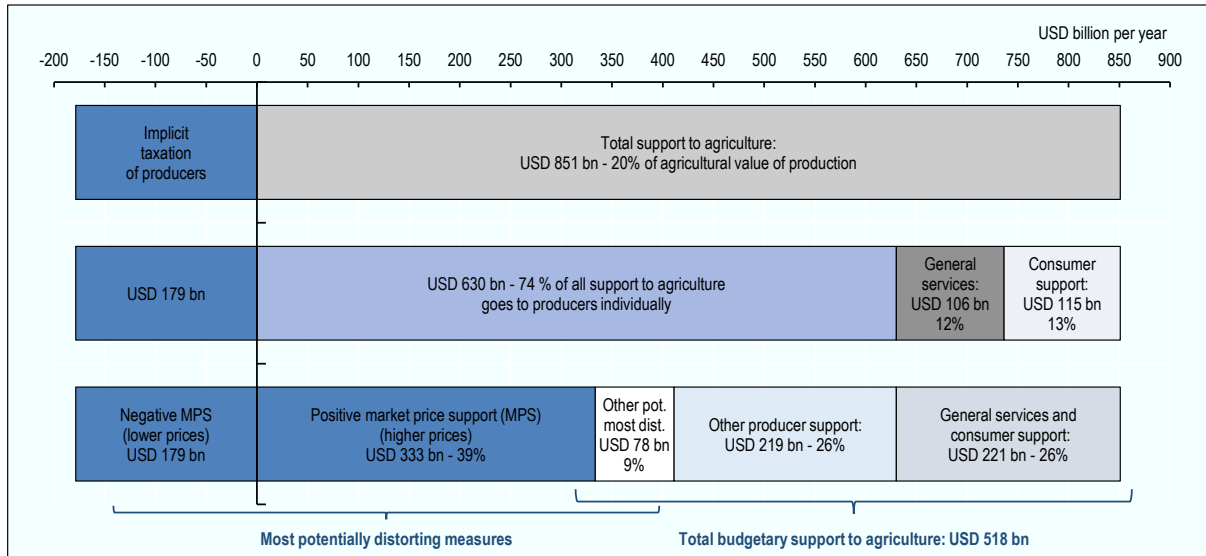 USD billion per year
-200 -150 -100 -50 0 50 100 150 200 250 300 350 400 450 500 550 600 650 700 750 800 850 900
Implicit
taxation
of producers
Total support to agriculture:
USD 851 bn - 20% of agricultural value of production
USD 179 bn
USD 630 bn - 74 % of all support to agriculture
goes to producers individually
General
services:
USD 106 bn
12%
Consumer
support:
USD 115 bn
13%
Negative MPS
(lower prices)
USD 179 bn
Positive market price support (MPS)
(higher prices)
USD 333 bn - 39%
Other pot.
most dist.
USD 78 bn
9%
Other producer support:
USD 219 bn - 26%
General services and
consumer support:
USD 221 bn - 26%
Most potentially distorting measures
Total budgetary support to agriculture: USD 518 bn